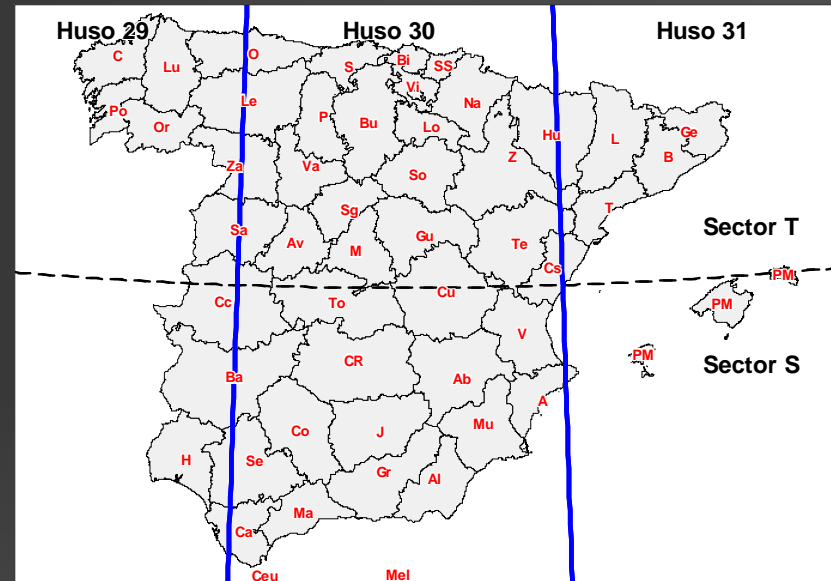 Huso 29
Huso 30
Huso 31
C
Lu
O
S
Bi
SS
Vi
Na
Po
Or
Le
P
Bu
Lo
Hu
L
Ge
B
Za
Va
So
Z
T
Sa
Av
Sg
M
Gu
Te
Cs
Sector T
Cc
To
Cu
V
PM
PM
PM
Sector S
Ba
CR
Ab
A
H
Se
Co
J
Mu
Gr
Al
Ca
Ma
Ceu
Mel